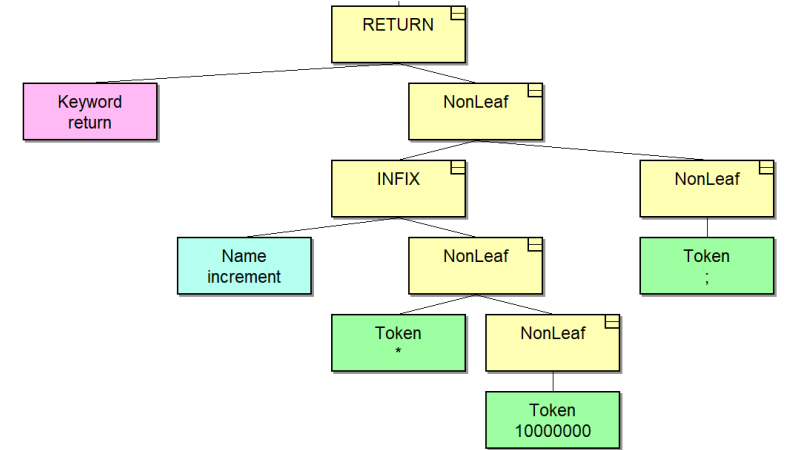 RETURN
Keyword
return
NonLeaf
INFIX
NonLeaf
Name
increment
NonLeaf
Token
;
Token
*
NonLeaf
Token
10000000